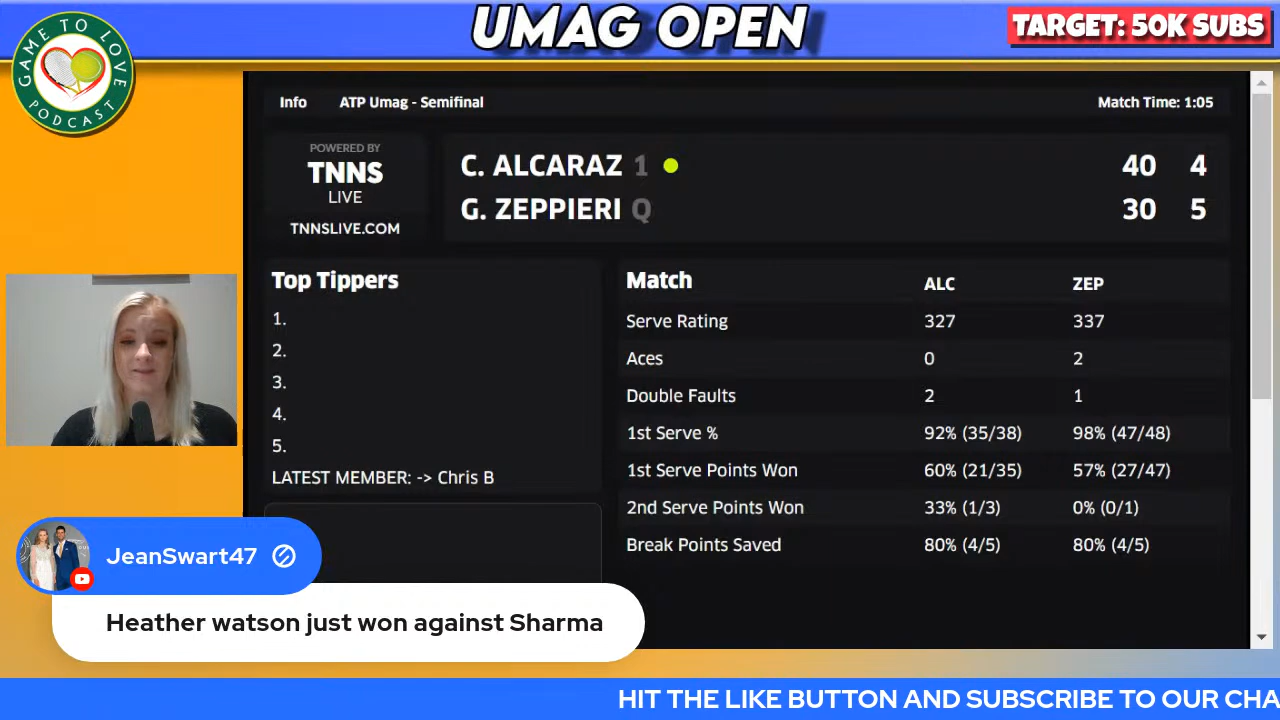 GAME TO LOVE
PODCAST
UMAG OPEN
TARGET: 50K SUBS
Info
ATP Umag - Semifinal
Match Time: 1:05
POWERED BY
TNNS
LIVE
TNNSLIVE.COM
C. ALCARAZ 1 40 4
G. ZEPPIERI Q 30 5
Top Tippers
1.
2.
3.
4.
5.
LATEST MEMBER: -> Chris B
Match ALC ZEP
Serve Rating 327 337
Aces 0 2
Double Faults 2 1
1st Serve % 92% (35/38) 98% (47/48)
1st Serve Points Won 60% (21/35) 57% (27/47)
2nd Serve Points Won 33% (1/3) 0% (0/1)
Break Points Saved 80% (4/5) 80% (4/5)
JeanSwart47
Heather watson just won against Sharma
HIT THE LIKE BUTTON AND SUBSCRIBE TO OUR CHA